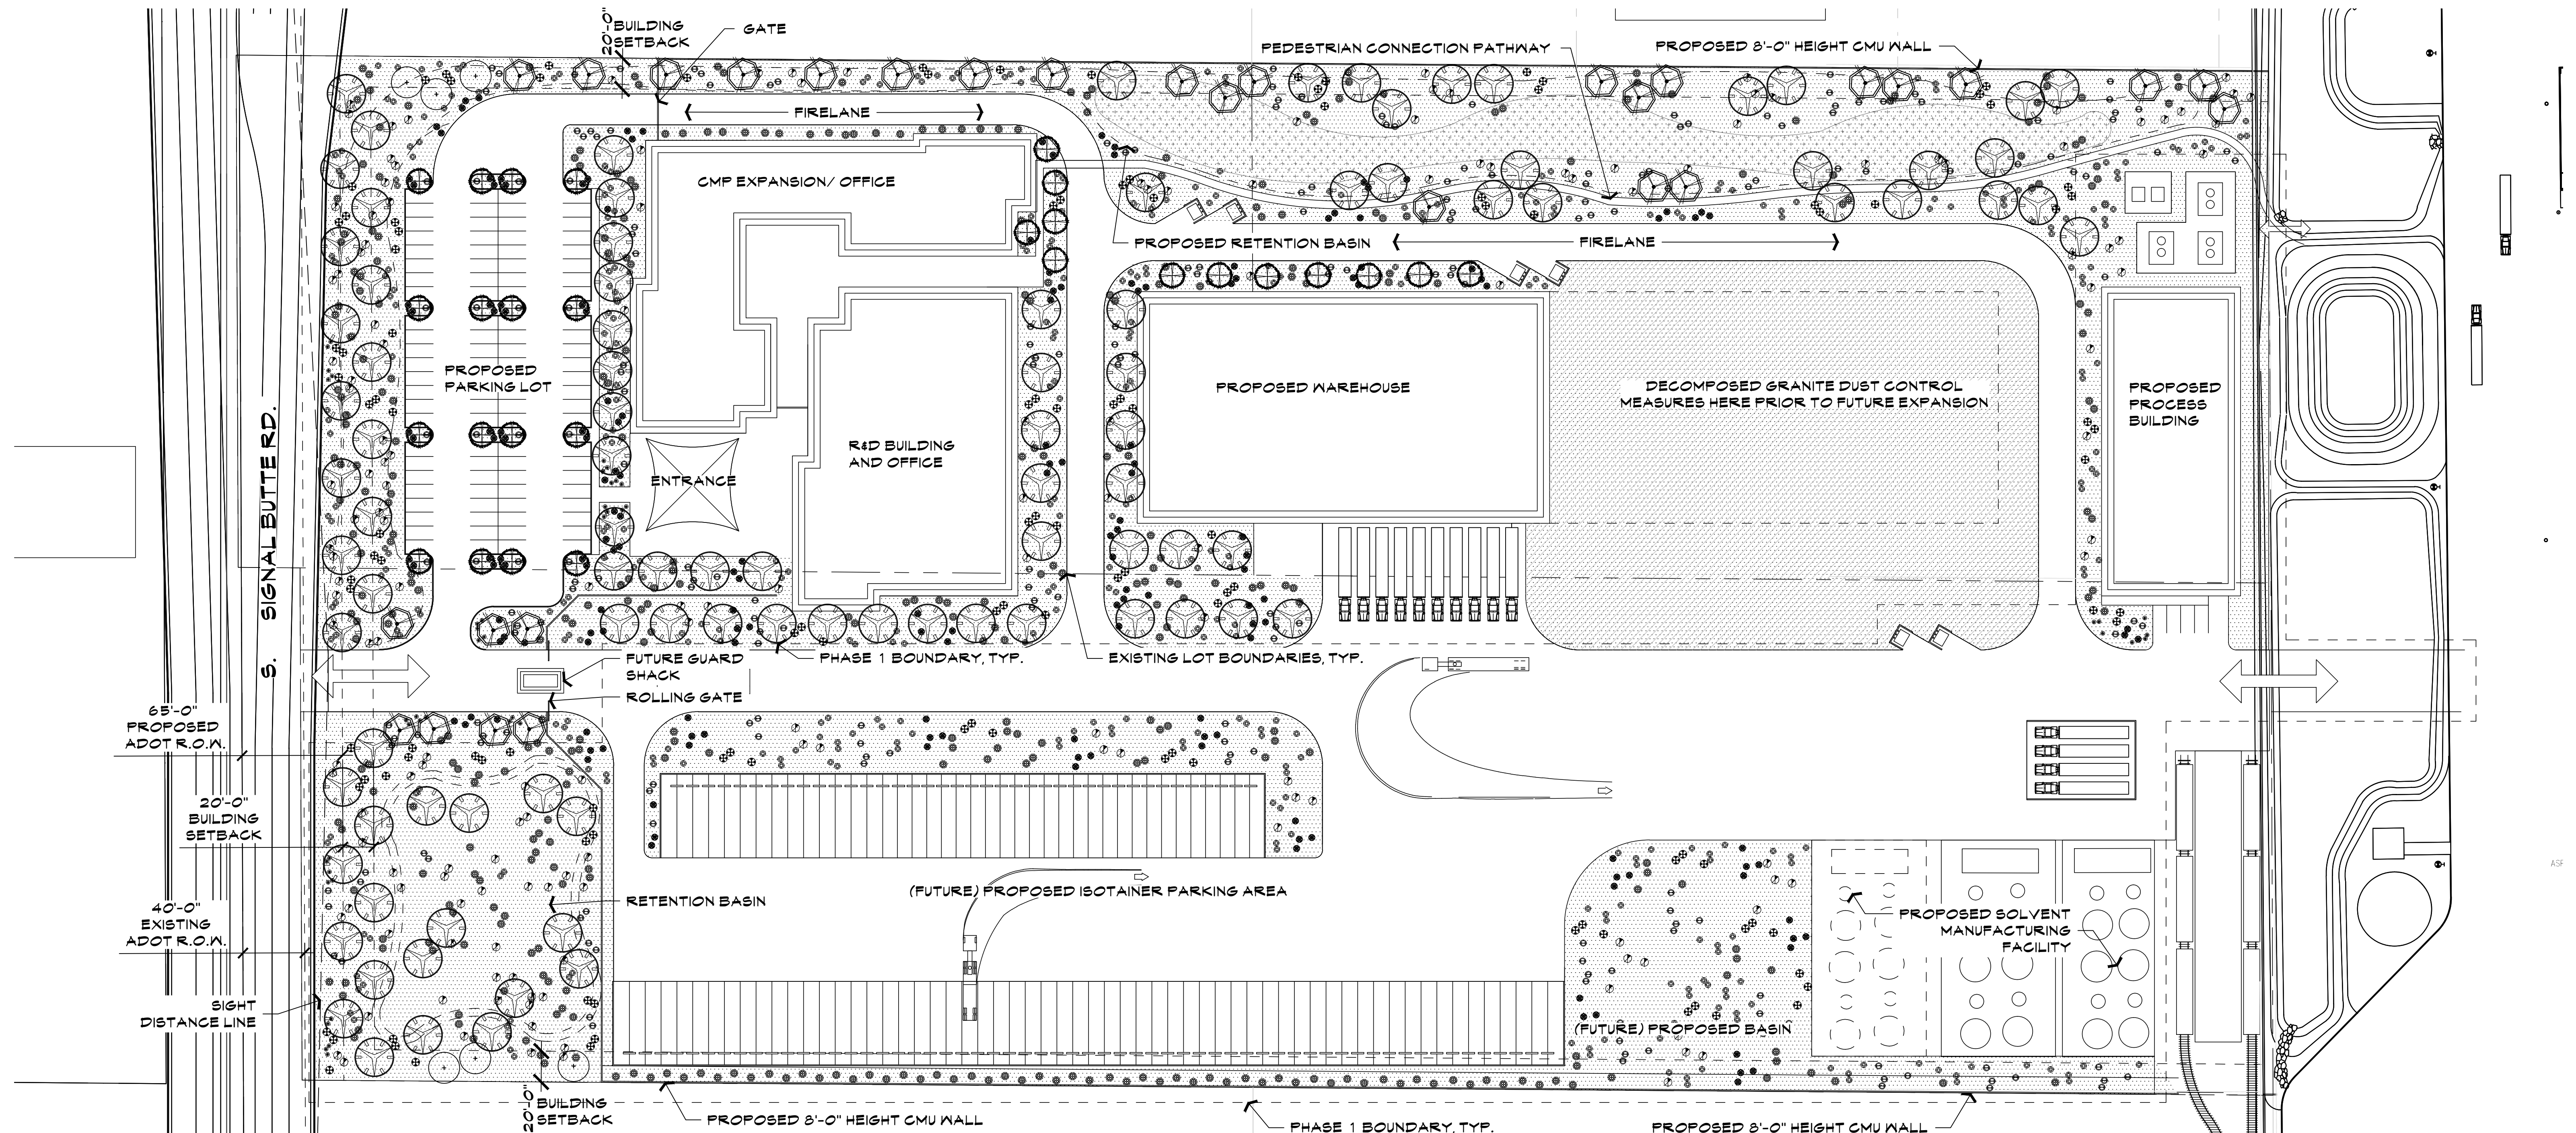 20'-0"
BUILDING
SETBACK
GATE
PEDESTRIAN CONNECTION PATHWAY
PROPOSED 8'-0" HEIGHT CMU WALL
FIRELANE
CMP EXPANSION/ OFFICE
PROPOSED RETENTION BASIN
FIRELANE
PROPOSED
PARKING LOT
PROPOSED WAREHOUSE
DECOMPOSED GRANITE DUST CONTROL
MEASURES HERE PRIOR TO FUTURE EXPANSION
PROPOSED
PROCESS
BUILDING
R&D BUILDING
AND OFFICE
ENTRANCE
S. SIGNAL BUTTE RD.
FUTURE GUARD
SHACK
PHASE 1 BOUNDARY, TYP.
EXISTING LOT BOUNDARIES, TYP.
ROLLING GATE
65'-0"
PROPOSED
ADOT R.O.W.
20'-0"
BUILDING
SETBACK
ASF
RETENTION BASIN
(FUTURE) PROPOSED ISOTAINER PARKING AREA
40'-0"
EXISTING
ADOT R.O.W.
PROPOSED SOLVENT
MANUFACTURING
FACILITY
SIGHT
DISTANCE LINE
(FUTURE) PROPOSED BASIN
20'-0"
BUILDING
SETBACK
PROPOSED 8'-0" HEIGHT CMU WALL
PHASE 1 BOUNDARY, TYP.
PROPOSED 8'-0" HEIGHT CMU WALL